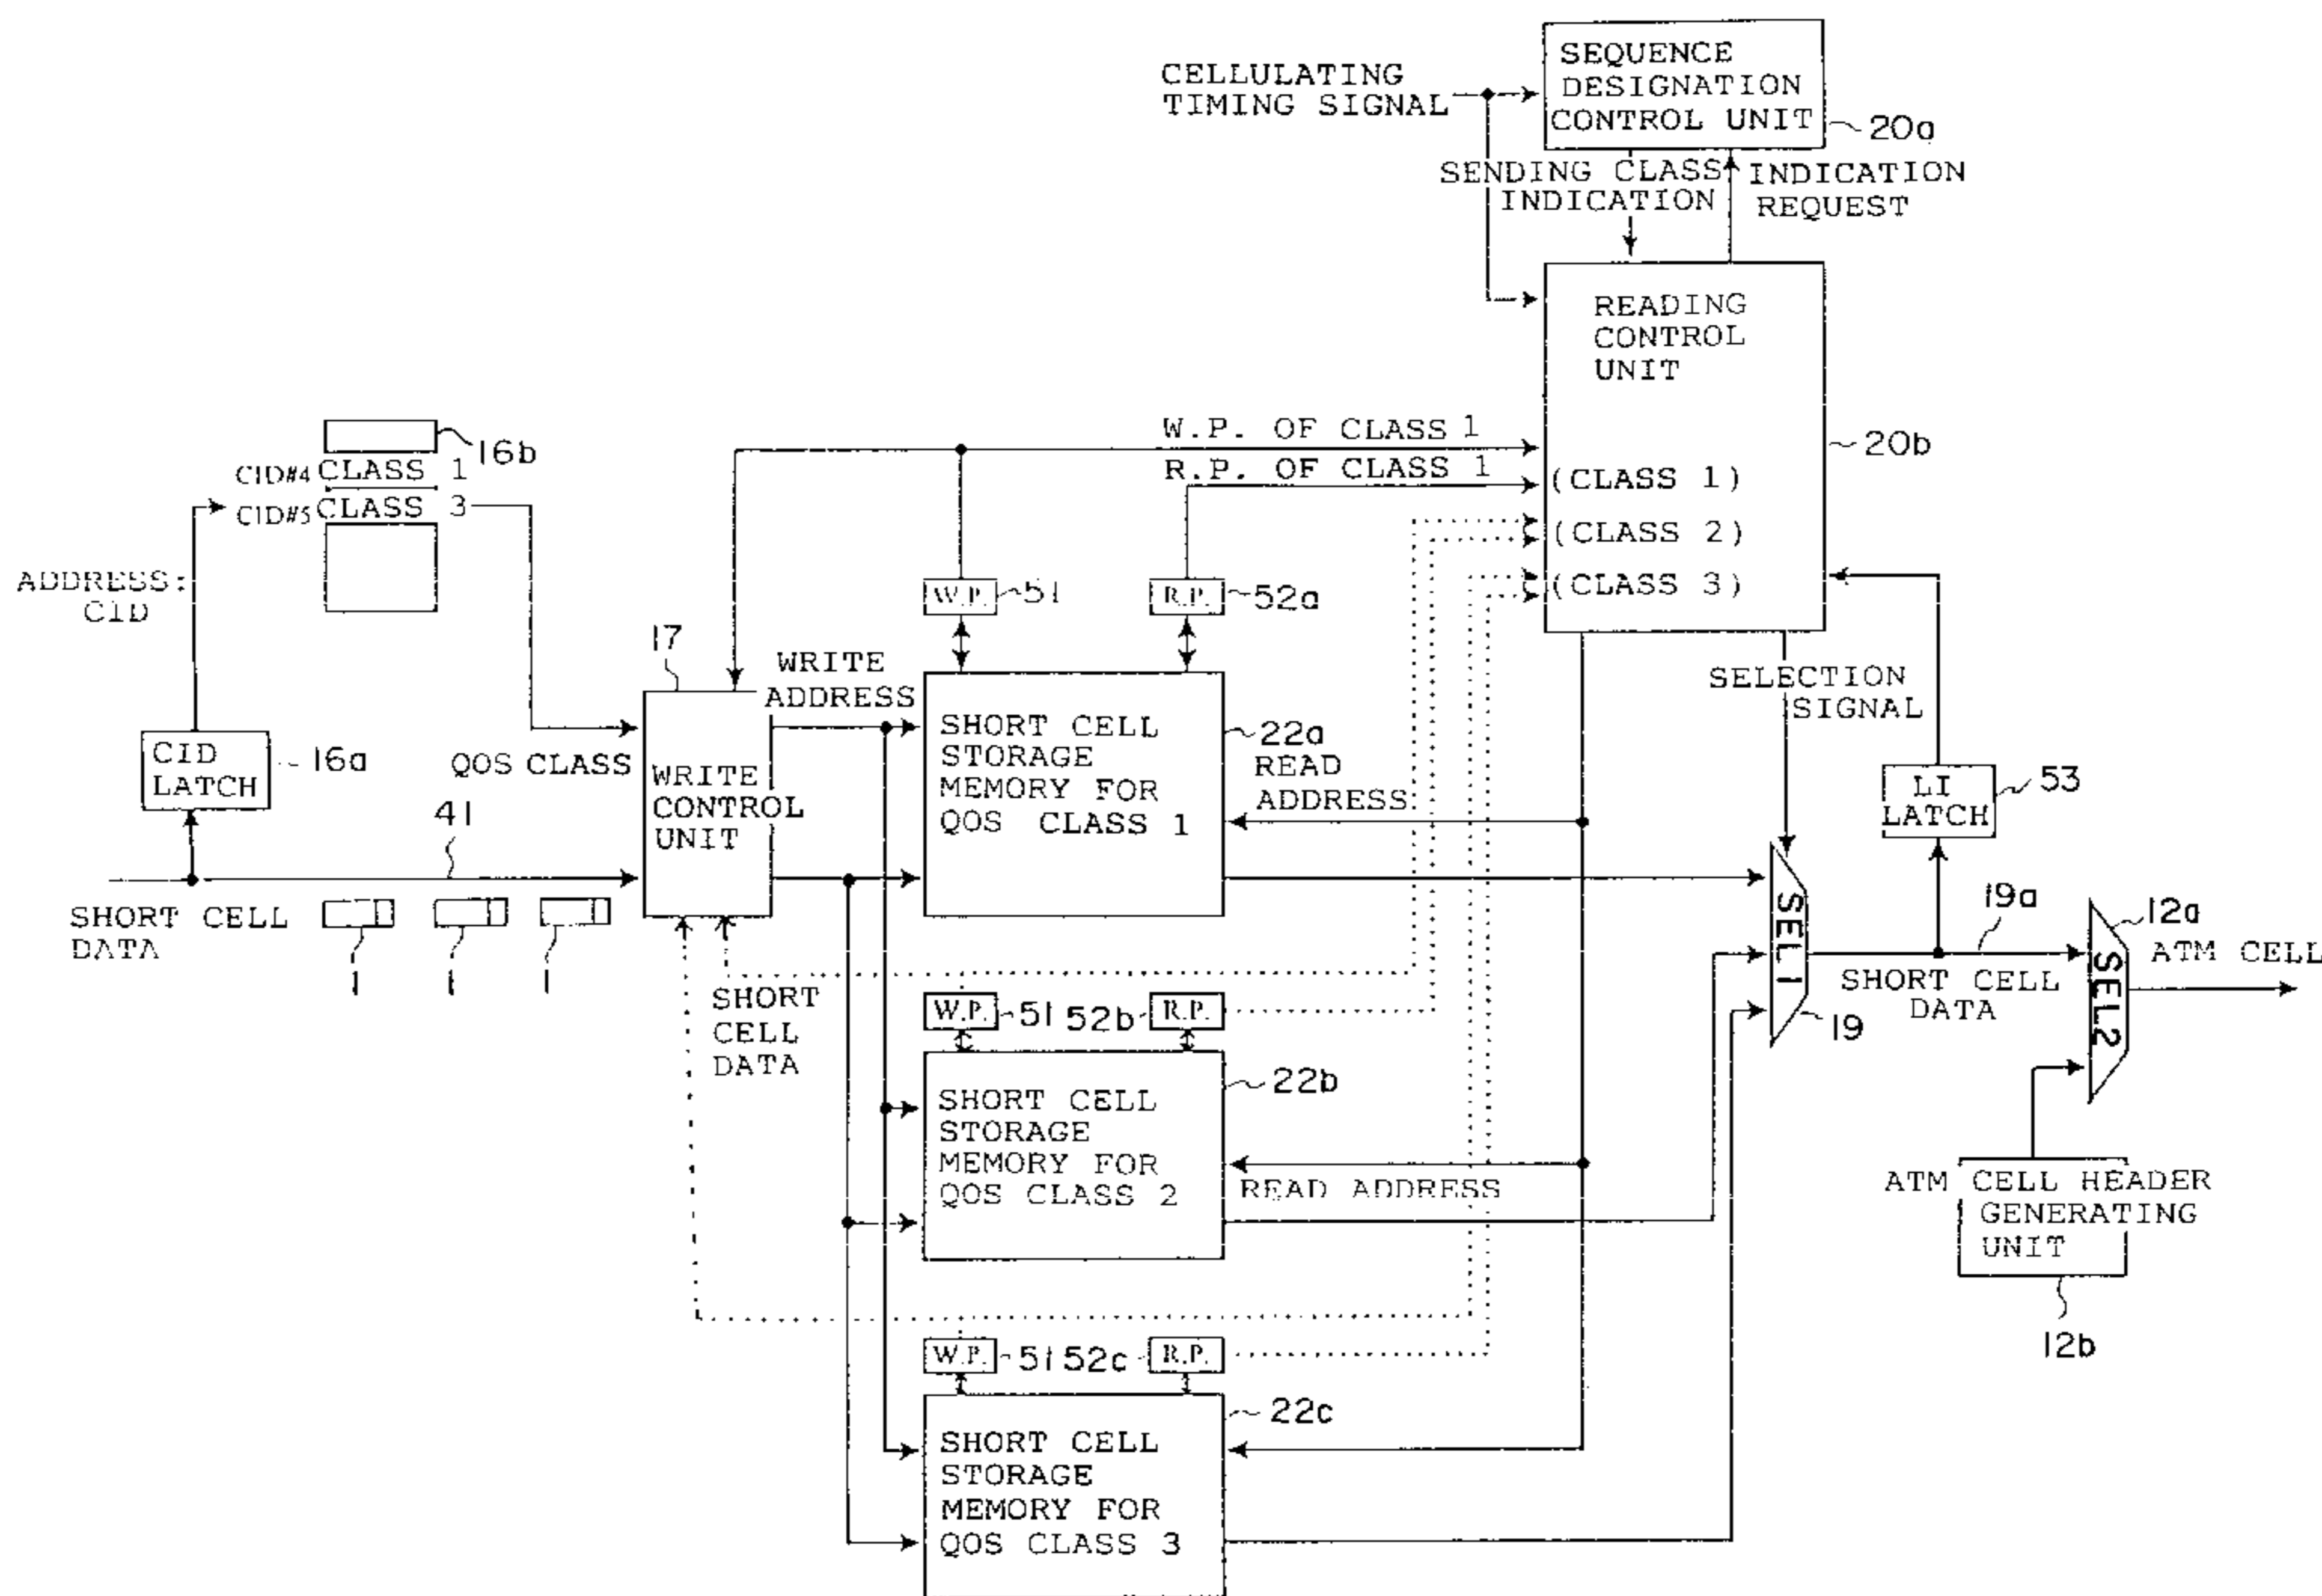 SEQUENCE
DESIGNATION
CONTROL UNIT
20a
CELLULATING
TIMING SIGNAL
SENDING CLASS
INDICATION
INDICATION
REQUEST
READING
CONTROL
UNIT
20b
(CLASS 1)
(CLASS 2)
(CLASS 3)
W.P. OF CLASS 1
R.P. OF CLASS 1
16b
CID#4 CLASS 1
CID#5 CLASS 3
ADDRESS:
CID
CID
LATCH
16a
QOS CLASS
17
WRITE
CONTROL
UNIT
WRITE
ADDRESS
41
SHORT CELL
DATA
1 1 1
W.P. 51
R.P. 52a
SHORT CELL
STORAGE
MEMORY FOR
QOS CLASS 1
22a
READ
ADDRESS
SELECTION
SIGNAL
LI
LATCH
53
SEL1
19
19a
SHORT CELL
DATA
12a
SEL2
ATM CELL
SHORT
CELL
DATA
W.P. 51 52b R.P.
SHORT CELL
STORAGE
MEMORY FOR
QOS CLASS 2
22b
READ ADDRESS
ATM CELL HEADER
GENERATING
UNIT
12b
W.P. 51 52c R.P.
SHORT CELL
STORAGE
MEMORY FOR
QOS CLASS 3
22c